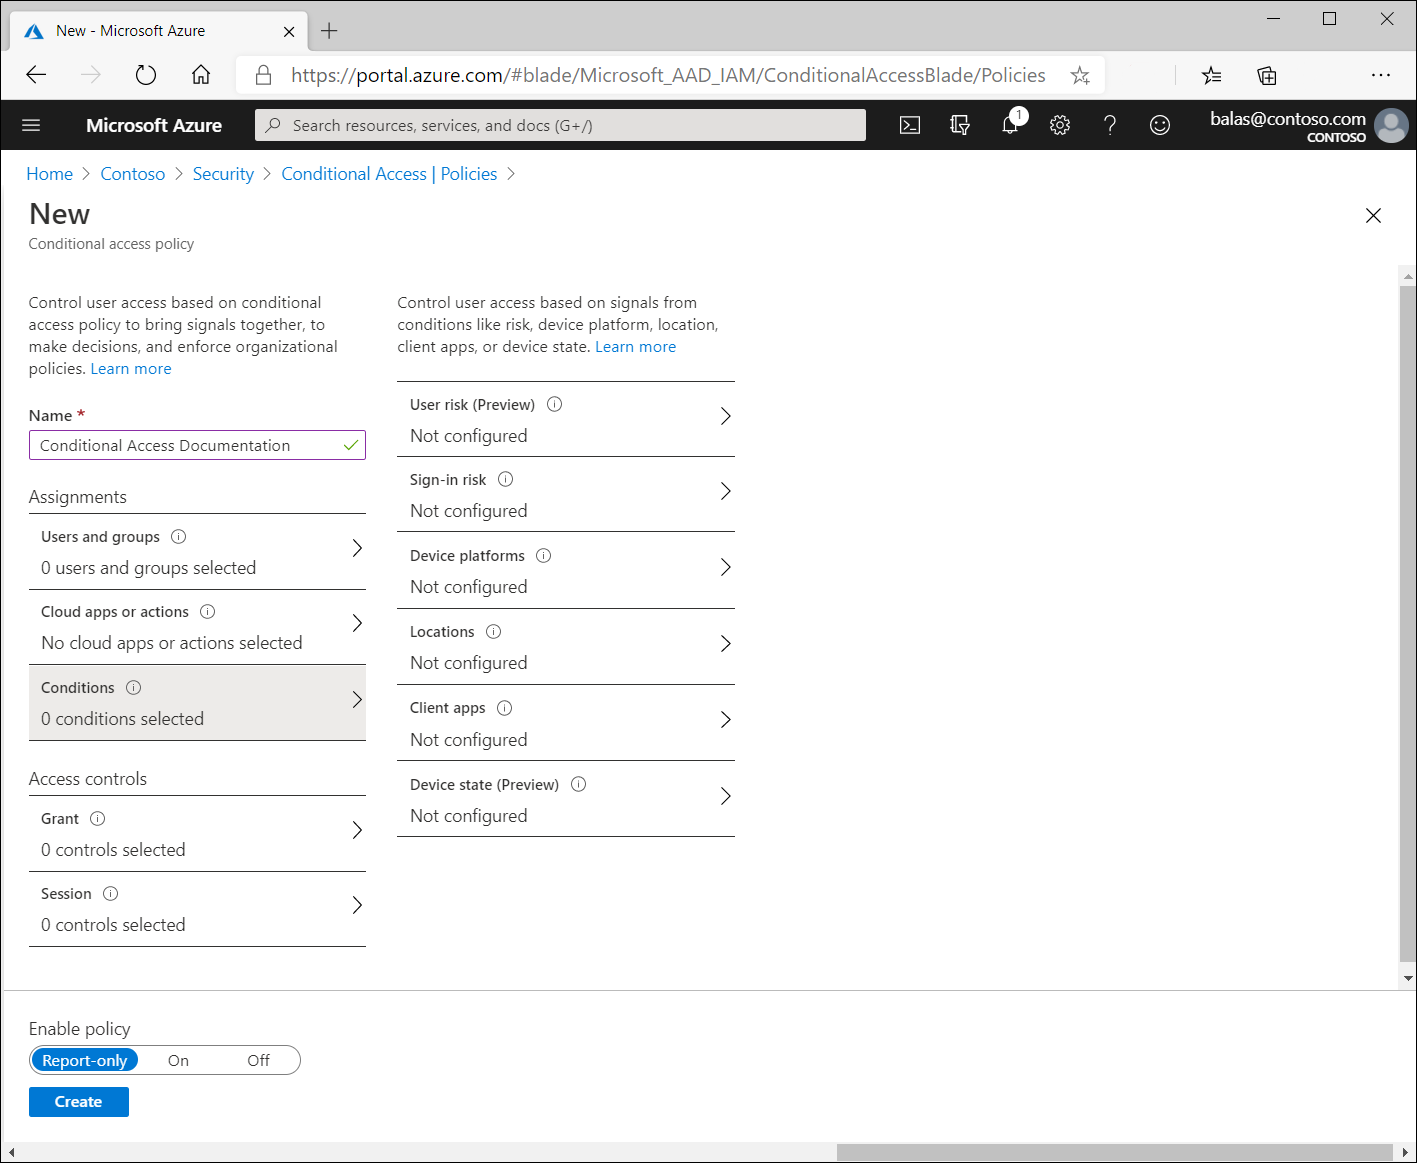 New - Microsoft Azure
https://portal.azure.com/#blade/Microsoft_AAD_IAM/ConditionalAccessBlade/Policies
Microsoft Azure
Search resources, services, and docs (G+/)
1
balas@contoso.com
CONTOSO
Home > Contoso > Security > Conditional Access | Policies >
New
Conditional access policy
Control user access based on conditional
access policy to bring signals together, to
make decisions, and enforce organizational
policies. Learn more
Name *
Conditional Access Documentation
Assignments
Users and groups
0 users and groups selected
Cloud apps or actions
No cloud apps or actions selected
Conditions
0 conditions selected
Access controls
Grant
0 controls selected
Session
0 controls selected
Control user access based on signals from
conditions like risk, device platform, location,
client apps, or device state. Learn more
User risk (Preview)
Not configured
Sign-in risk
Not configured
Device platforms
Not configured
Locations
Not configured
Client apps
Not configured
Device state (Preview)
Not configured
Enable policy
Report-only On Off
Create